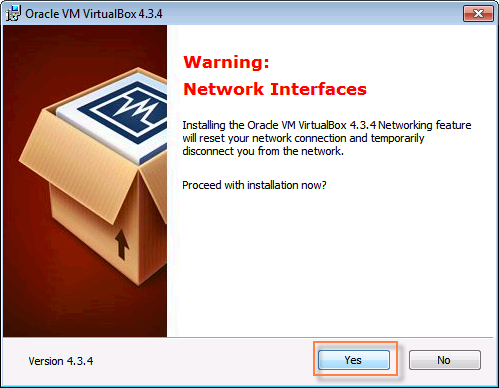 Oracle VM VirtualBox 4.3.4
Warning:
Network Interfaces
Installing the Oracle VM VirtualBox 4.3.4 Networking feature
will reset your network connection and temporarily
disconnect you from the network.
Proceed with installation now?
Version 4.3.4
Yes
No